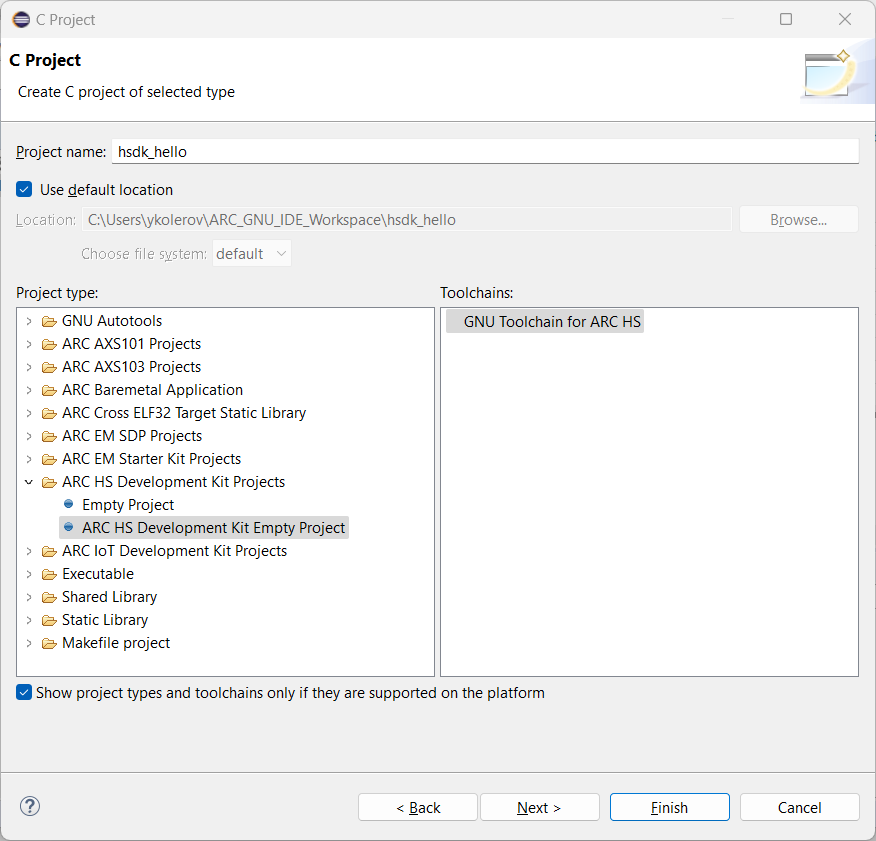 C Project
C Project
Create C project of selected type
Project name: hsdk_hello
Use default location
Location: C:\Users\ykolerov\ARC_GNU_IDE_Workspace\hsdk_hello Browse...
Choose file system: default
Project type: Toolchains:
GNU Autotools GNU Toolchain for ARC HS
ARC AXS101 Projects
ARC AXS103 Projects
ARC Baremetal Application
ARC Cross ELF32 Target Static Library
ARC EM SDP Projects
ARC EM Starter Kit Projects
ARC HS Development Kit Projects
Empty Project
ARC HS Development Kit Empty Project
ARC IoT Development Kit Projects
Executable
Shared Library
Static Library
Makefile project
Show project types and toolchains only if they are supported on the platform
? < Back Next > Finish Cancel